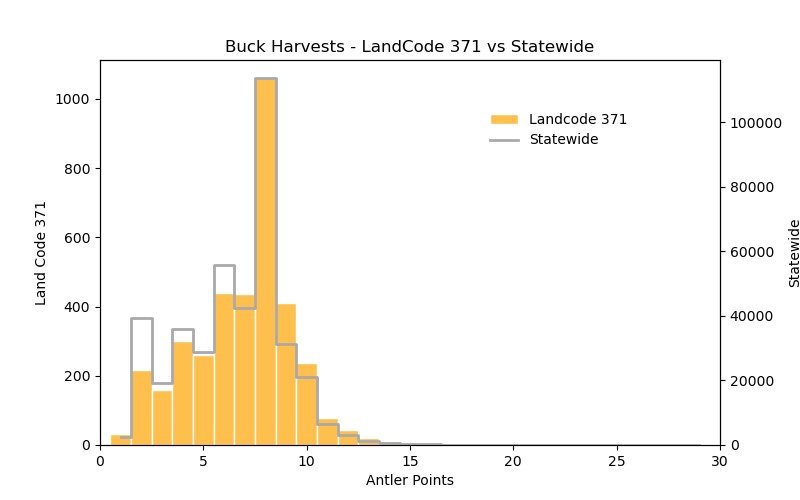 Buck Harvests - LandCode 371 vs Statewide
1000
800
600
400
200
0
Land Code 371
Landcode 371
Statewide
100000
80000
60000
40000
20000
0
Statewide
0 5 10 15 20 25 30
Antler Points